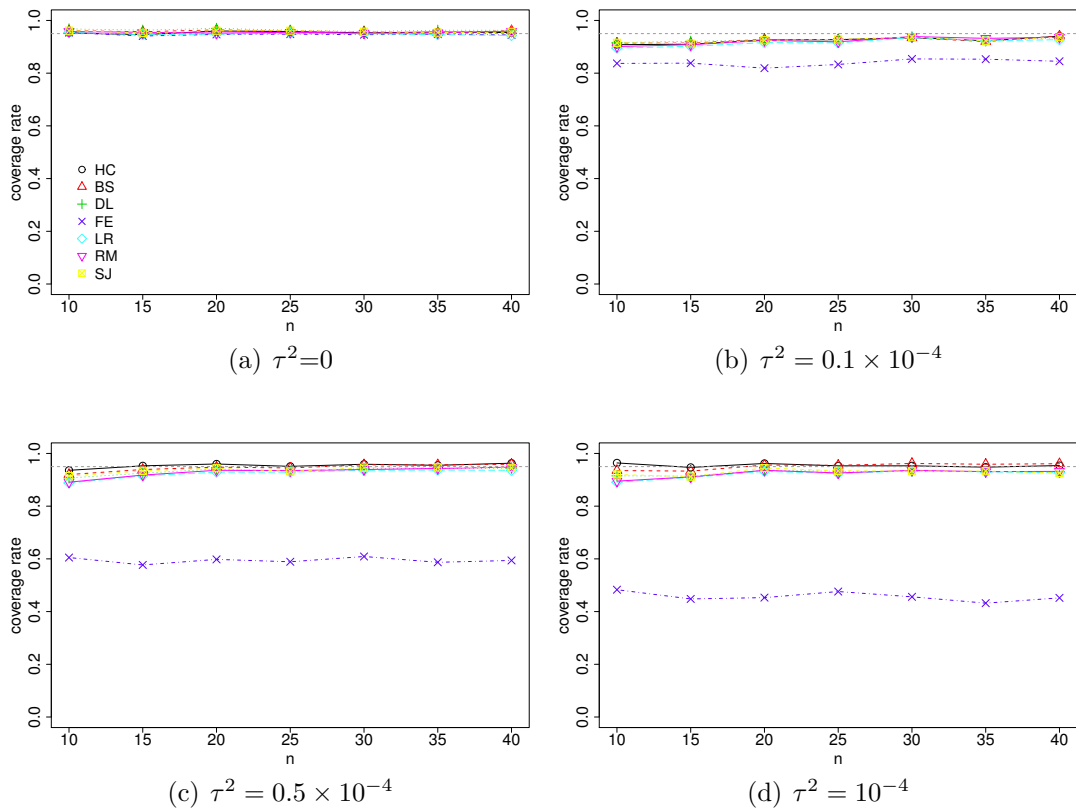 1.0
0.8
0.6
0.4
0.2
0.0
coverage rate
HC
BS
DL
FE
LR
RM
SJ
10 15 20 25 30 35 40
n
(a) τ²=0
1.0
0.8
0.6
0.4
0.2
0.0
coverage rate
10 15 20 25 30 35 40
n
(b) τ² = 0.1 × 10⁻⁴
1.0
0.8
0.6
0.4
0.2
0.0
coverage rate
10 15 20 25 30 35 40
n
(c) τ² = 0.5 × 10⁻⁴
1.0
0.8
0.6
0.4
0.2
0.0
coverage rate
10 15 20 25 30 35 40
n
(d) τ² = 10⁻⁴